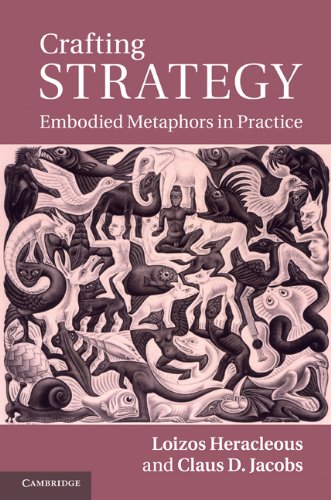 Crafting
STRATEGY
Embodied Metaphors in Practice
Loizos Heracleous
and Claus D. Jacobs
CAMBRIDGE